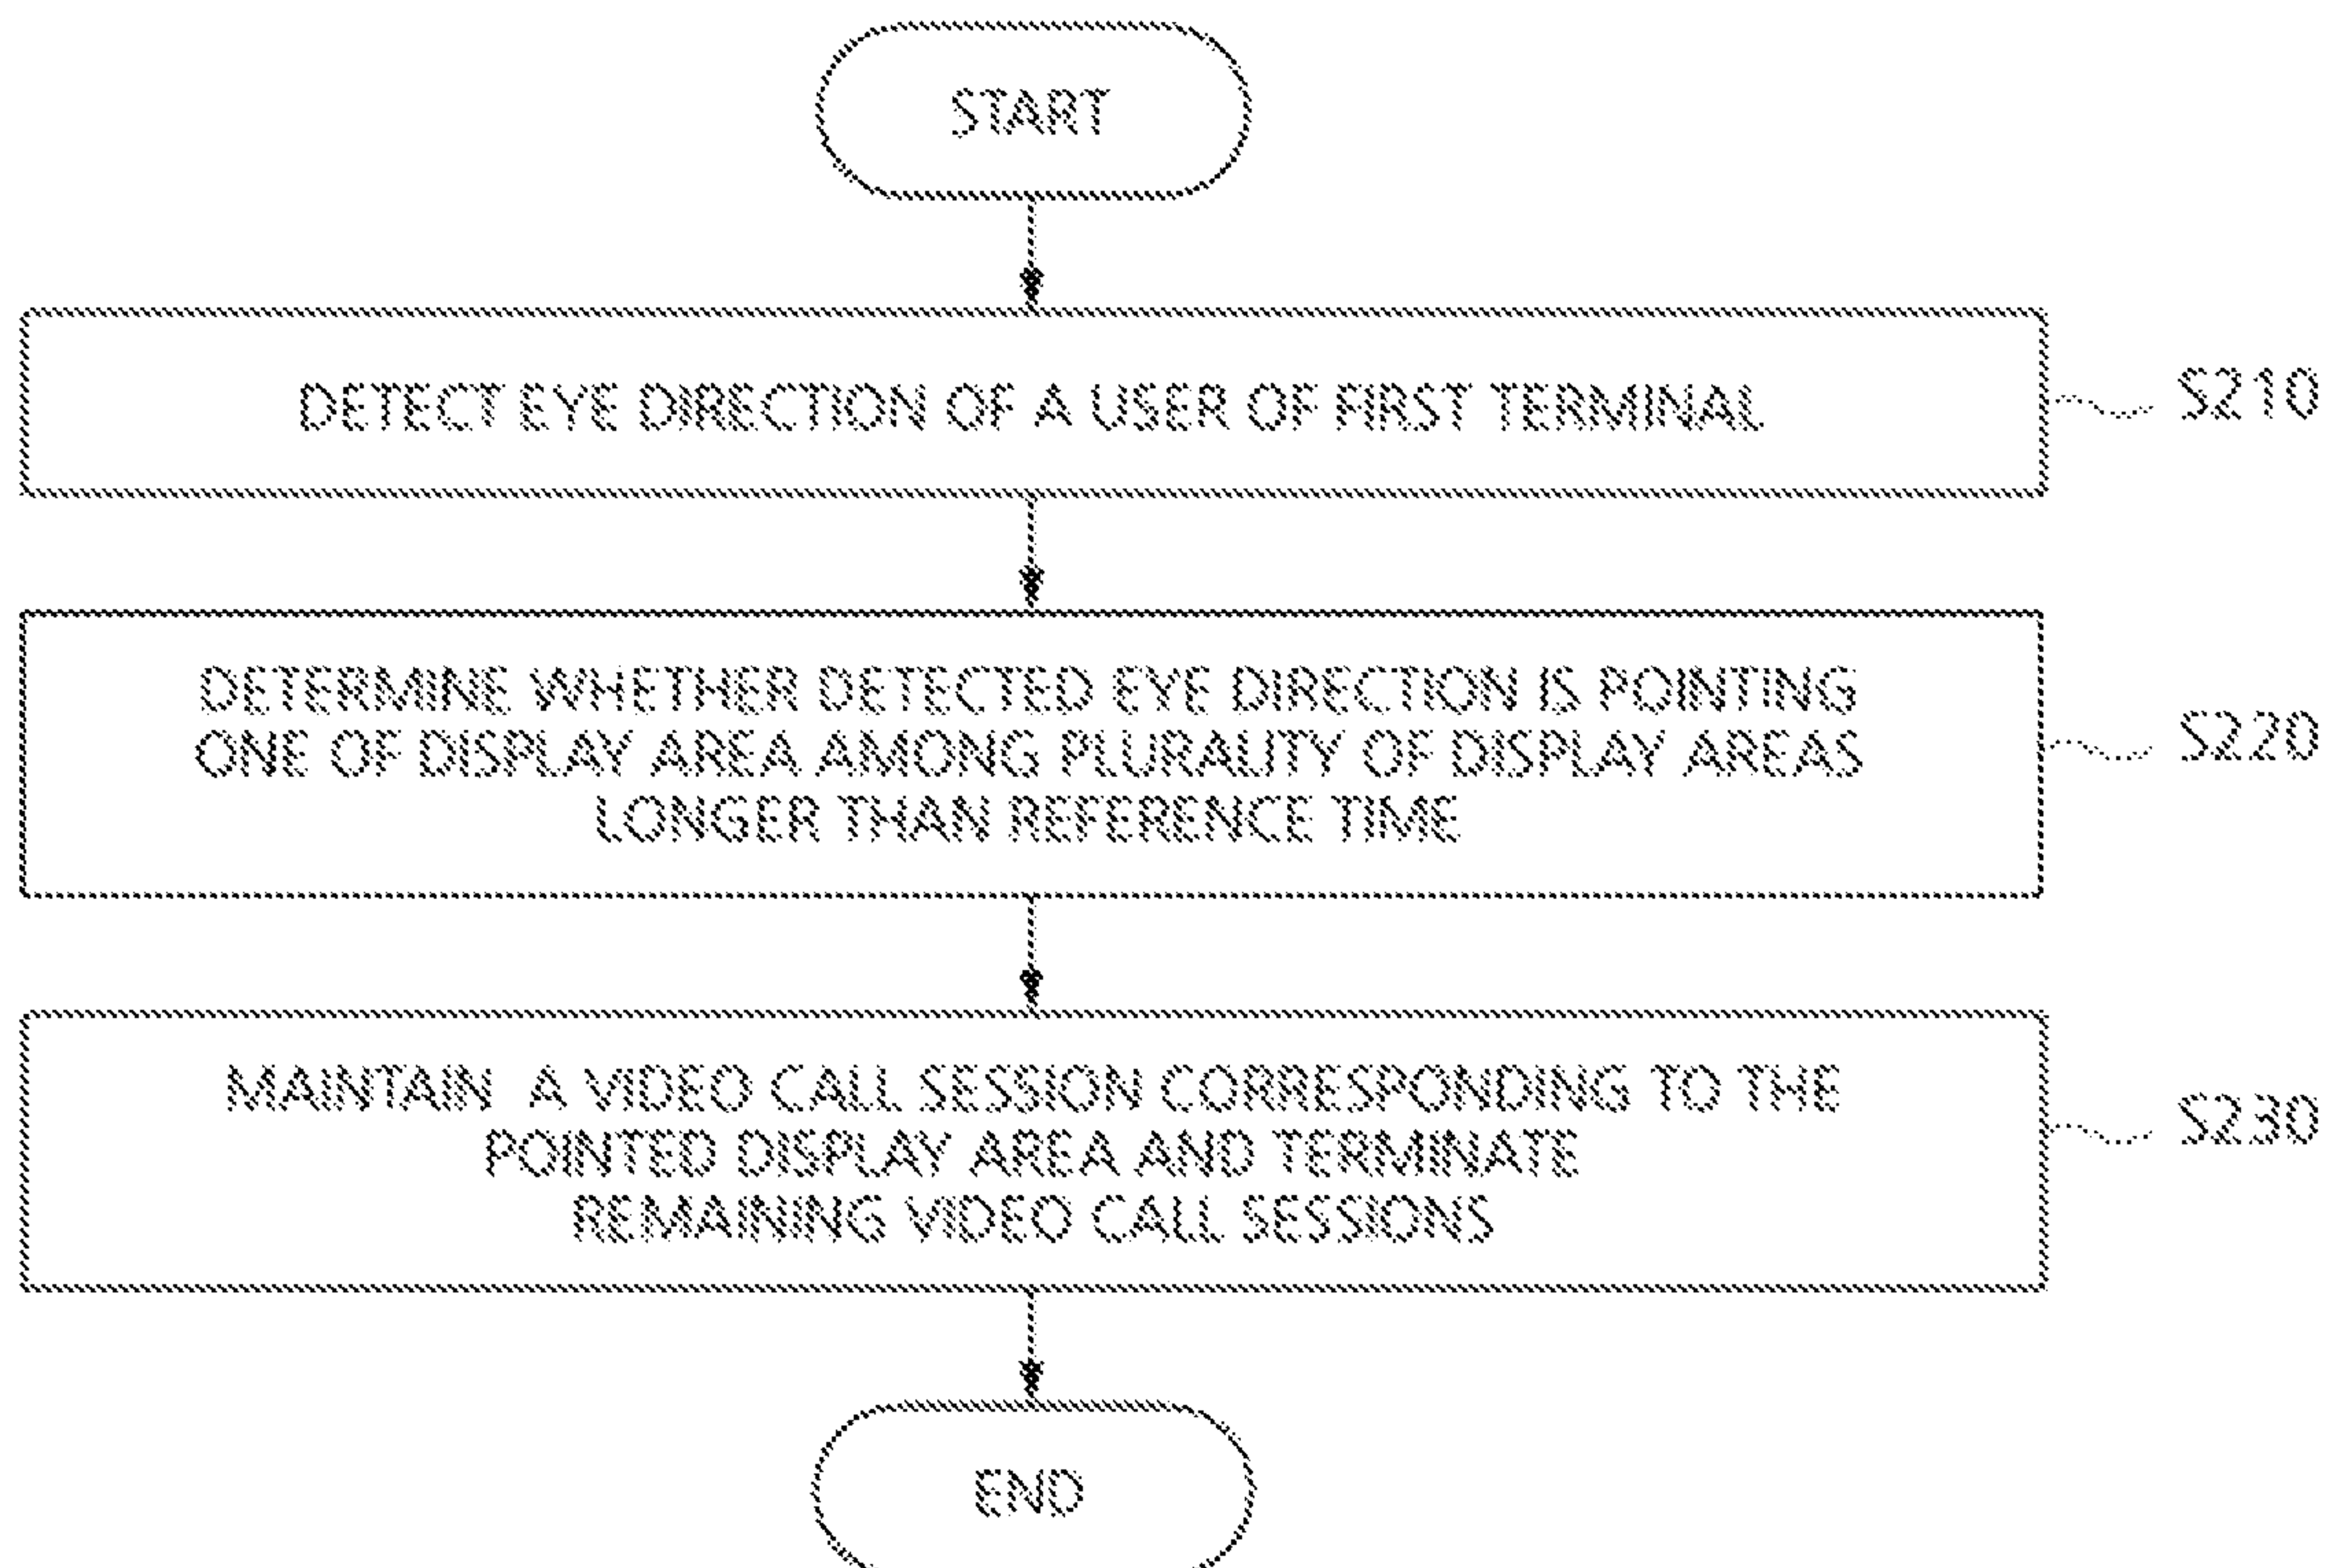 START
DETECT EYE DIRECTION OF A USER OF FIRST TERMINAL
S210
DETERMINE WHETHER DETECTED EYE DIRECTION IS POINTING
ONE OF DISPLAY AREA AMONG PLURALITY OF DISPLAY AREAS
LONGER THAN REFERENCE TIME
S220
MAINTAIN A VIDEO CALL SESSION CORRESPONDING TO THE
POINTED DISPLAY AREA AND TERMINATE
REMAINING VIDEO CALL SESSIONS
S230
END